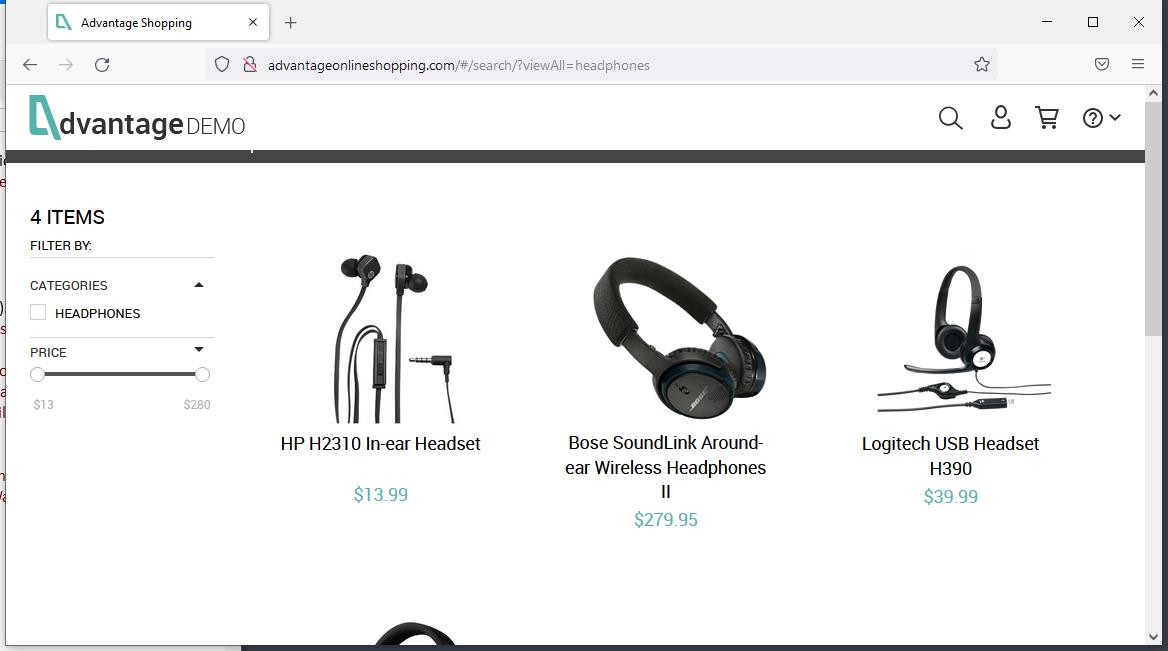 Advantage Shopping
advantageonlineshopping.com/#/search/?viewAll=headphones
dvantage DEMO
4 ITEMS
FILTER BY:
CATEGORIES
HEADPHONES
PRICE
$13
$280
HP H2310 In-ear Headset
$13.99
BOSE
Bose SoundLink Around-
ear Wireless Headphones
II
$279.95
Logitech USB Headset
H390
$39.99